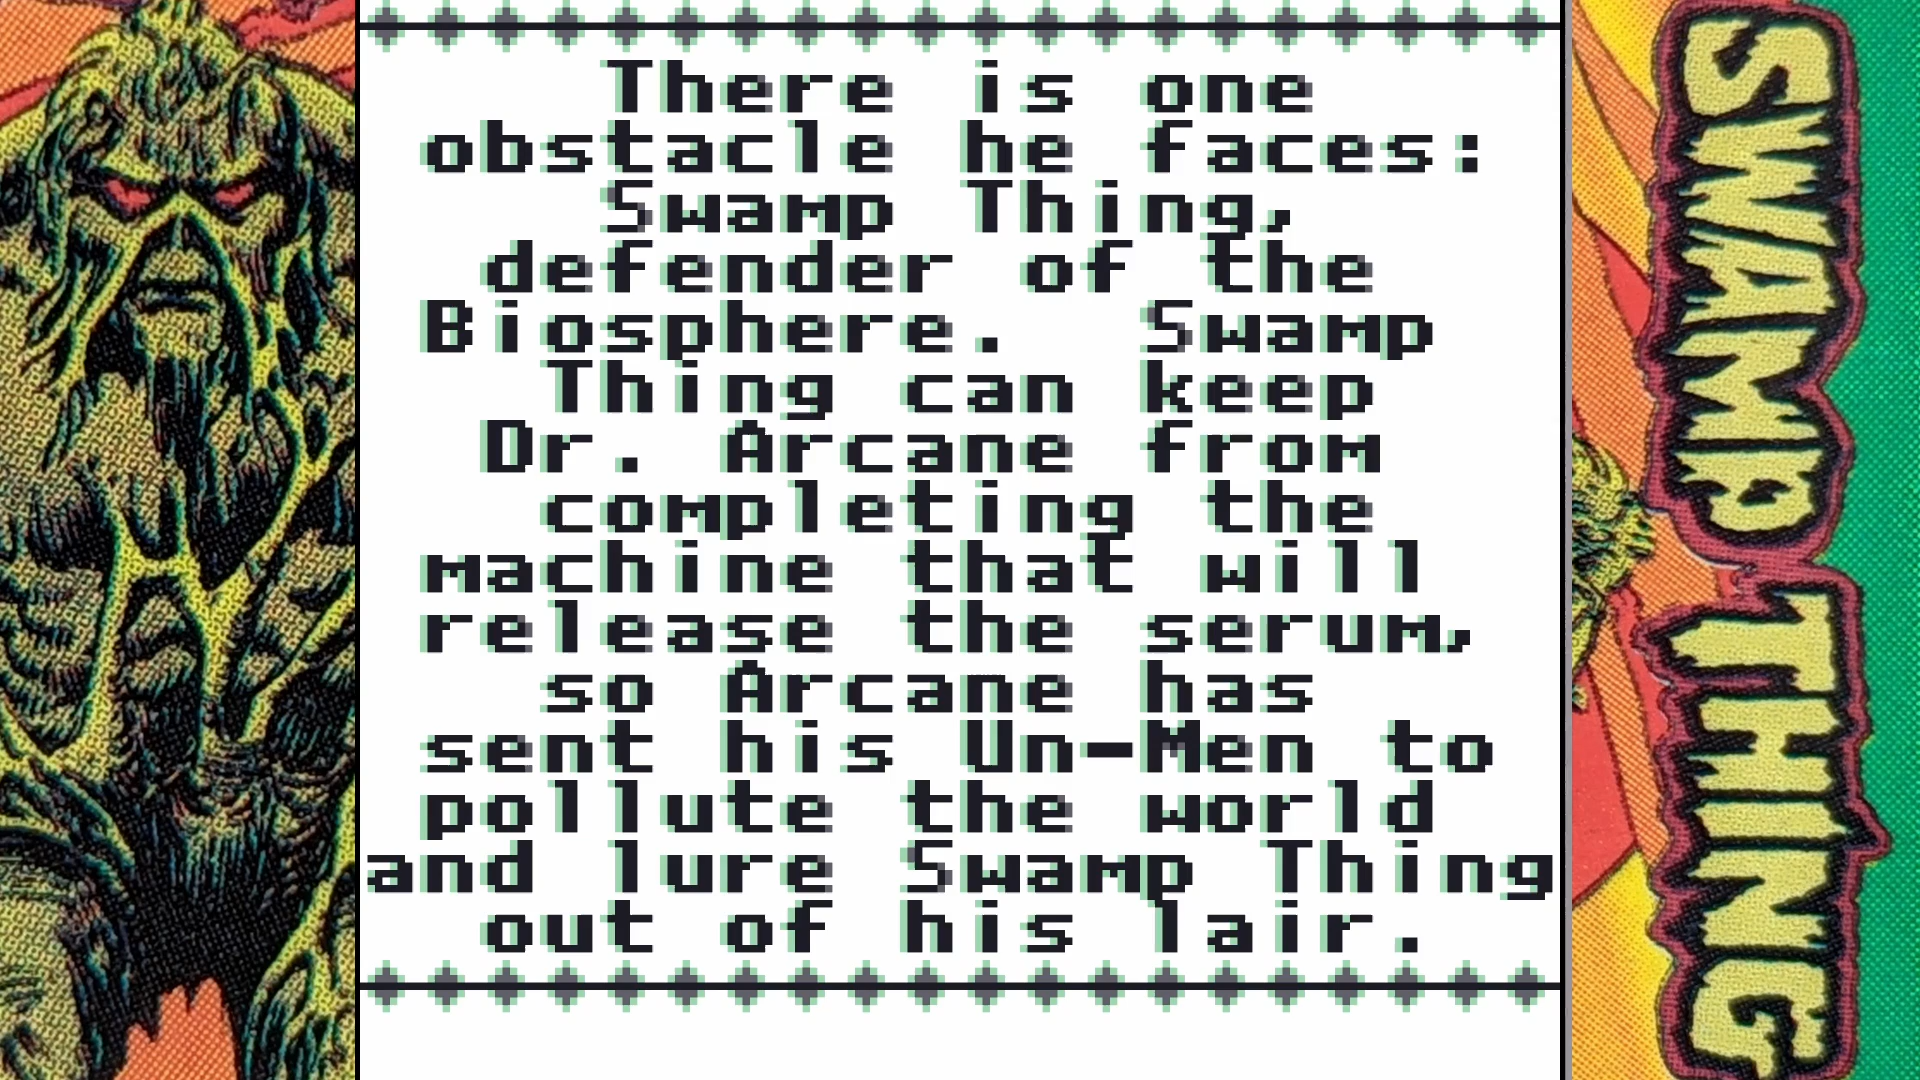 There is one
obstacle he faces:
Swamp Thing,
defender of the
Biosphere. Swamp
Thing can keep
Dr. Arcane from
completing the
machine that will
release the serum,
so Arcane has
sent his Un-Men to
pollute the world
and lure Swamp Thing
out of his lair.
SWAMP THING